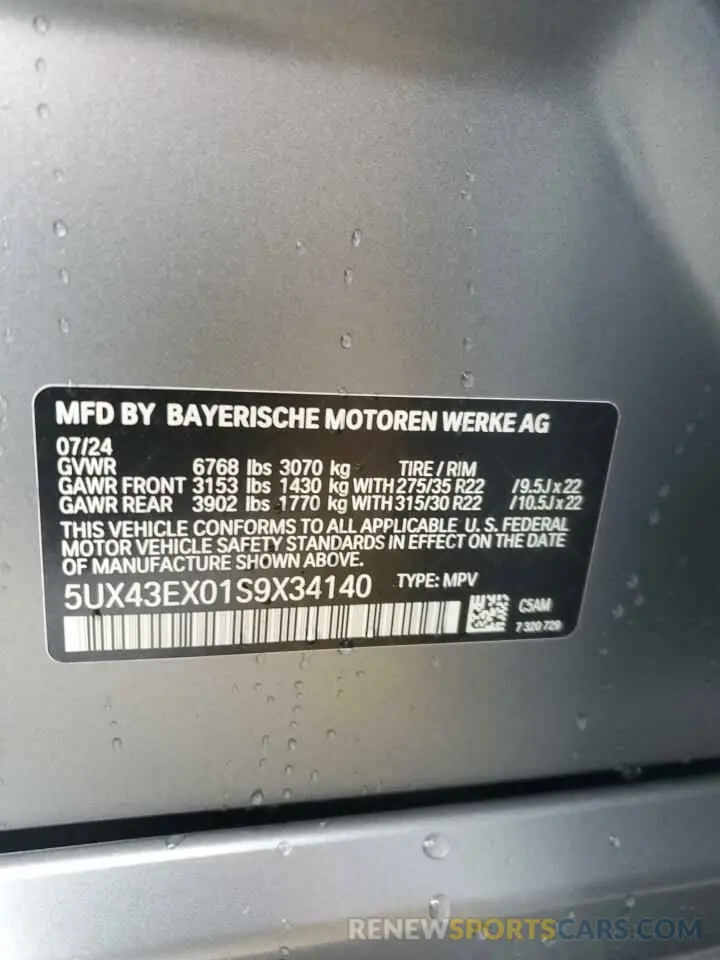 MFD BY BAYERISCHE MOTOREN WERKE AG
07/24
GVWR 6768 lbs 3070 kg TIRE / RIM
GAWR FRONT 3153 lbs 1430 kg WITH 275/35 R22 /9.5J x 22
GAWR REAR 3902 lbs 1770 kg WITH 315/30 R22 /10.5J x 22
THIS VEHICLE CONFORMS TO ALL APPLICABLE U.S. FEDERAL
MOTOR VEHICLE SAFETY STANDARDS IN EFFECT ON THE DATE
OF MANUFACTURE SHOWN ABOVE.
5UX43EX01S9X34140 TYPE: MPV
C5AM
7 320 729
RENEWSPORTSCARS.COM